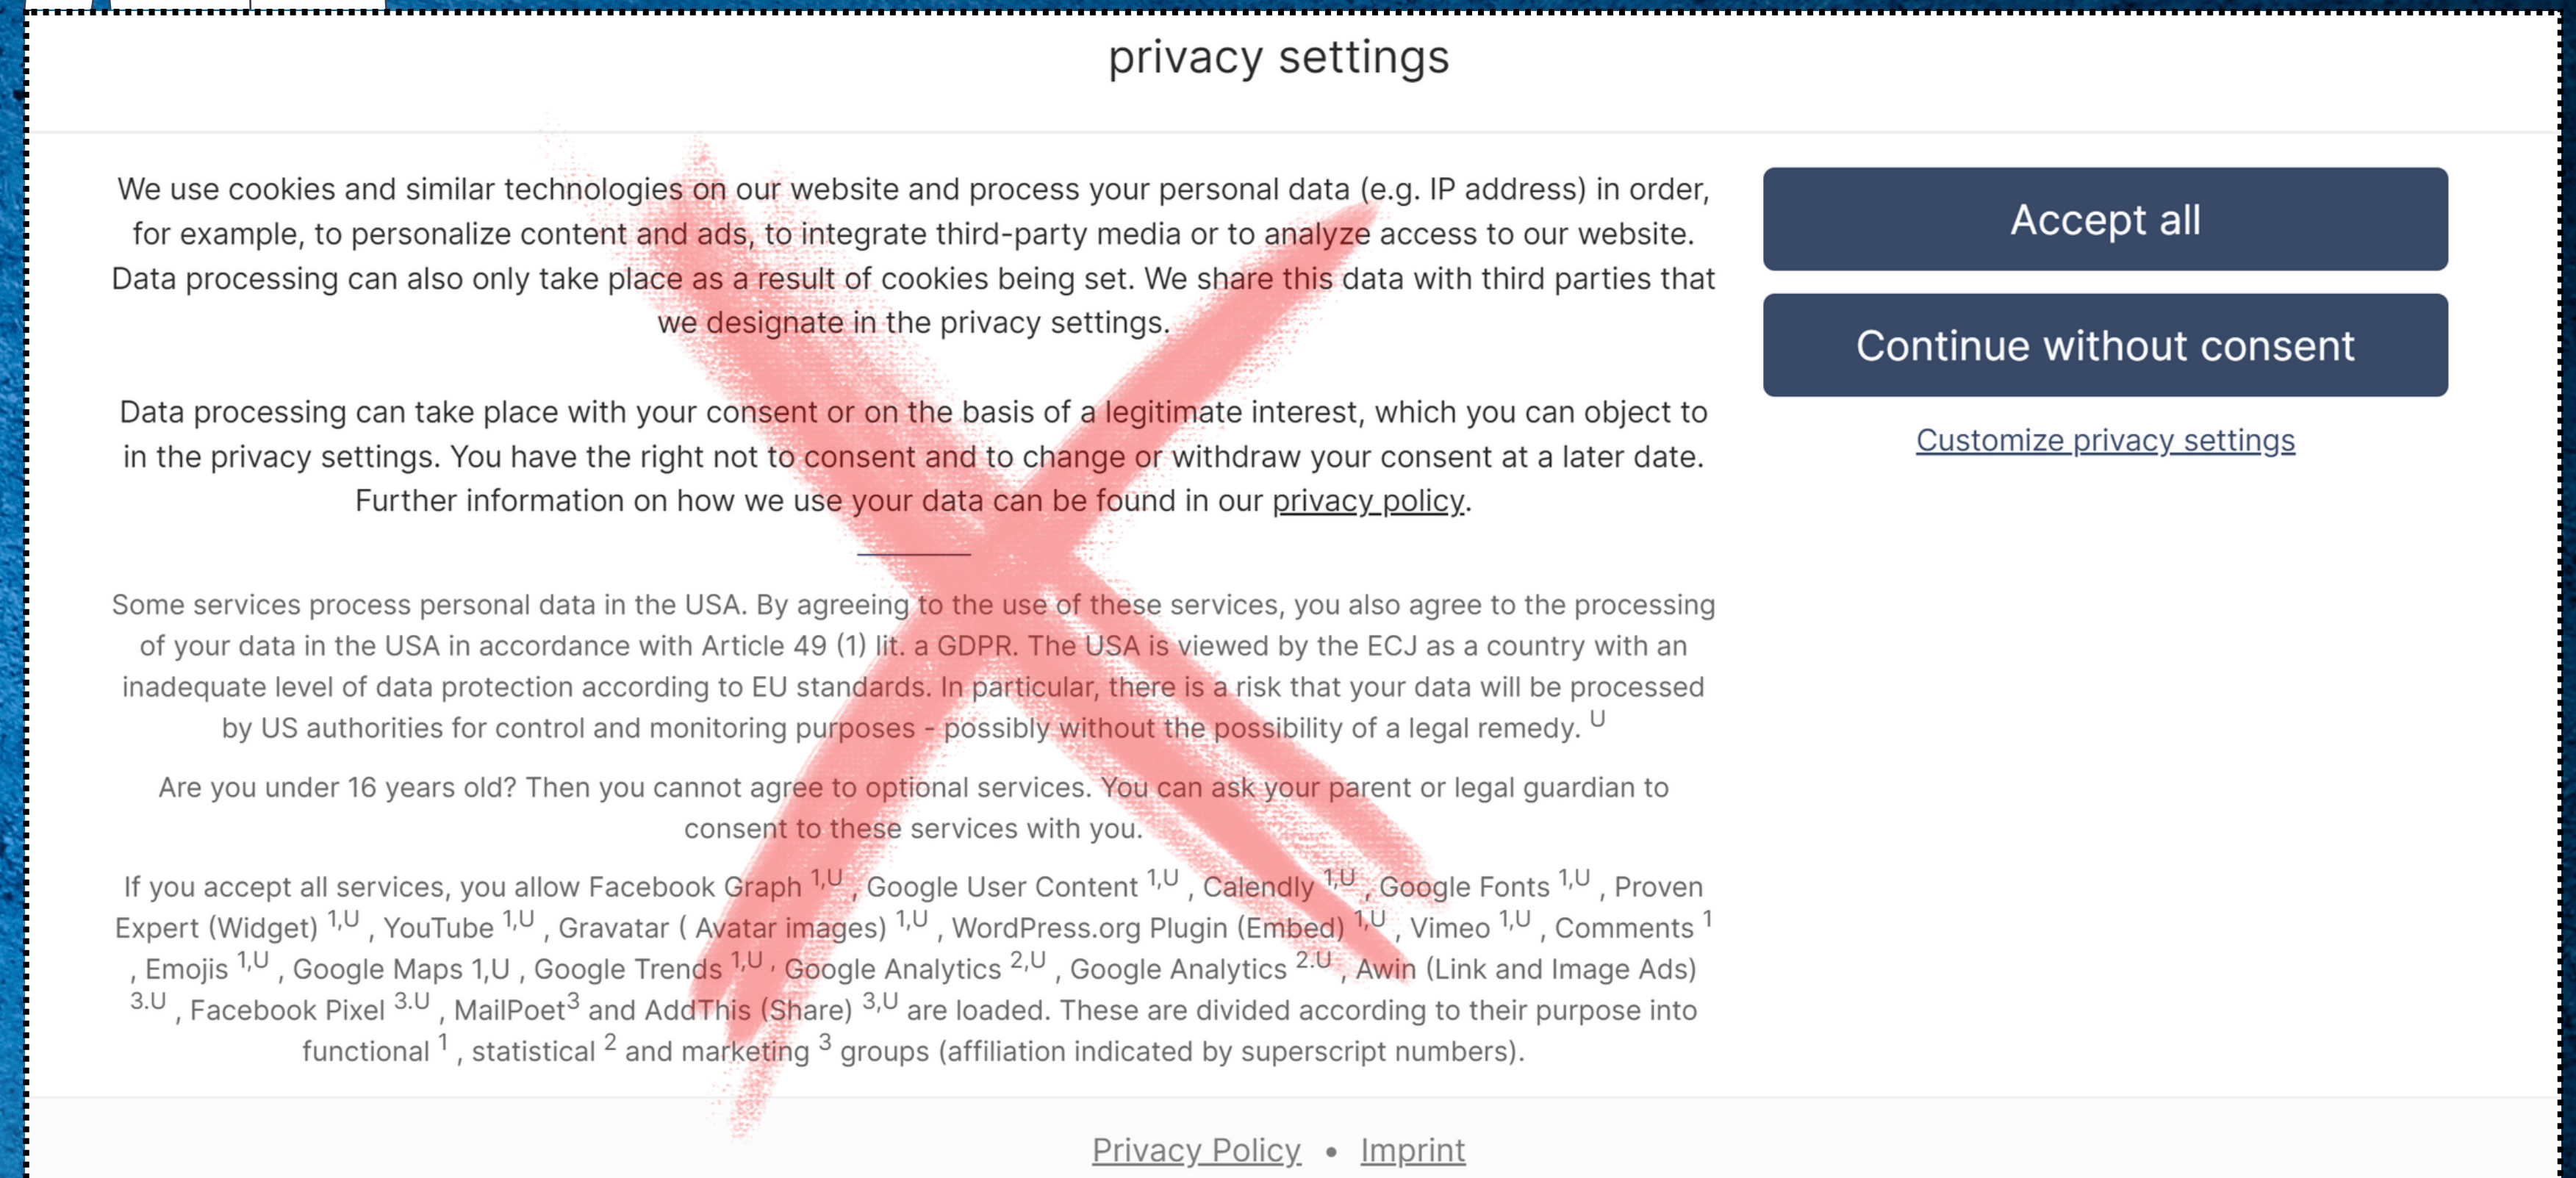 privacy settings
We use cookies and similar technologies on our website and process your personal data (e.g. IP address) in order,
for example, to personalize content and ads, to integrate third-party media or to analyze access to our website.
Data processing can also only take place as a result of cookies being set. We share this data with third parties that
we designate in the privacy settings.
Data processing can take place with your consent or on the basis of a legitimate interest, which you can object to
in the privacy settings. You have the right not to consent and to change or withdraw your consent at a later date.
Further information on how we use your data can be found in our privacy policy.
Some services process personal data in the USA. By agreeing to the use of these services, you also agree to the processing
of your data in the USA in accordance with Article 49 (1) lit. a GDPR. The USA is viewed by the ECJ as a country with an
inadequate level of data protection according to EU standards. In particular, there is a risk that your data will be processed
by US authorities for control and monitoring purposes - possibly without the possibility of a legal remedy. U
Are you under 16 years old? Then you cannot agree to optional services. You can ask your parent or legal guardian to
consent to these services with you.
If you accept all services, you allow Facebook Graph 1,U , Google User Content 1,U , Calendly 1,U , Google Fonts 1,U , Proven
Expert (Widget) 1,U , YouTube 1,U , Gravatar ( Avatar images) 1,U , WordPress.org Plugin (Embed) 1,U , Vimeo 1,U , Comments 1
, Emojis 1,U , Google Maps 1,U , Google Trends 1,U , Google Analytics 2,U , Google Analytics 2.U , Awin (Link and Image Ads)
3.U , Facebook Pixel 3.U , MailPoet3 and AddThis (Share) 3,U are loaded. These are divided according to their purpose into
functional 1 , statistical 2 and marketing 3 groups (affiliation indicated by superscript numbers).
Accept all
Continue without consent
Customize privacy settings
Privacy Policy • Imprint